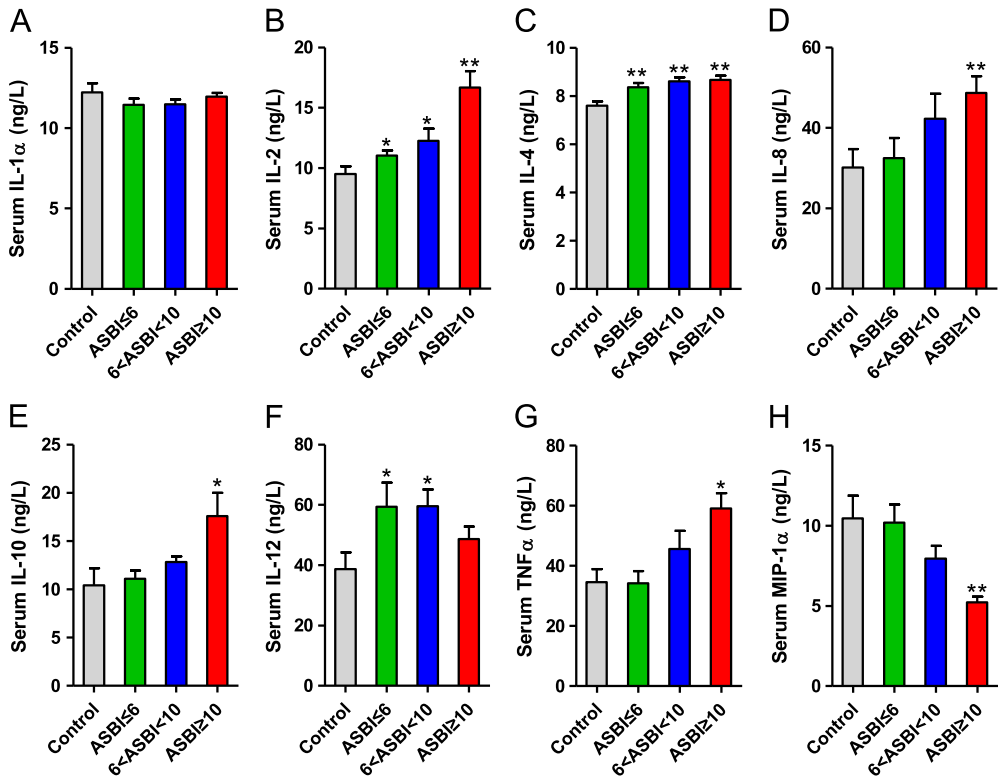 A
Serum IL-1α (ng/L)
15
10
5
0
Control
ASBI≤6
6<ASBI<10
ASBI≥10
B
Serum IL-2 (ng/L)
20
15
10
5
0
*
*
**
Control
ASBI≤6
6<ASBI<10
ASBI≥10
C
Serum IL-4 (ng/L)
10
8
6
4
2
0
**
**
**
Control
ASBI≤6
6<ASBI<10
ASBI≥10
D
Serum IL-8 (ng/L)
60
40
20
0
**
Control
ASBI≤6
6<ASBI<10
ASBI≥10
E
Serum IL-10 (ng/L)
25
20
15
10
5
0
*
Control
ASBI≤6
6<ASBI<10
ASBI≥10
F
Serum IL-12 (ng/L)
80
60
40
20
0
*
*
Control
ASBI≤6
6<ASBI<10
ASBI≥10
G
Serum TNFα (ng/L)
80
60
40
20
0
*
Control
ASBI≤6
6<ASBI<10
ASBI≥10
H
Serum MIP-1α (ng/L)
15
10
5
0
**
Control
ASBI≤6
6<ASBI<10
ASBI≥10